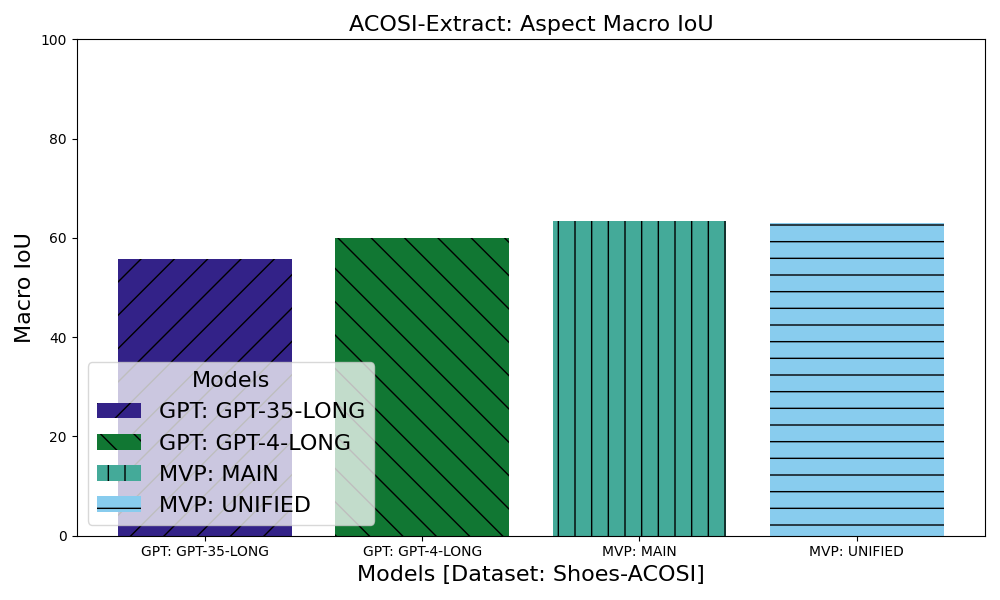 ACOSI-Extract: Aspect Macro IoU
Macro IoU
100
80
60
40
20
0
Models
GPT: GPT-35-LONG
GPT: GPT-4-LONG
MVP: MAIN
MVP: UNIFIED
GPT: GPT-35-LONG
GPT: GPT-4-LONG
MVP: MAIN
MVP: UNIFIED
Models [Dataset: Shoes-ACOSI]